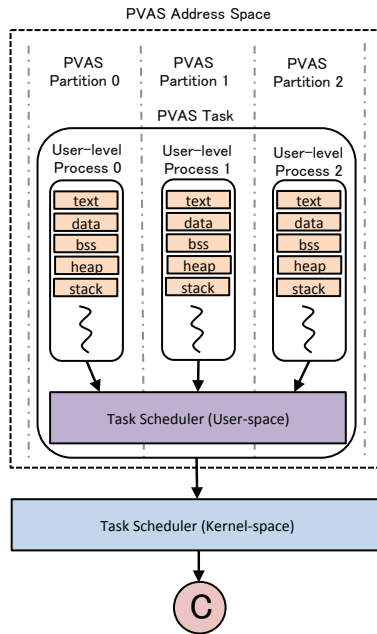 PVAS Address Space
PVAS PVAS PVAS
Partition 0 Partition 1 Partition 2
PVAS Task
User-level User-level User-level
Process 0 Process 1 Process 2
text text text
data data data
bss bss bss
heap heap heap
stack stack stack
Task Scheduler (User-space)
Task Scheduler (Kernel-space)
C